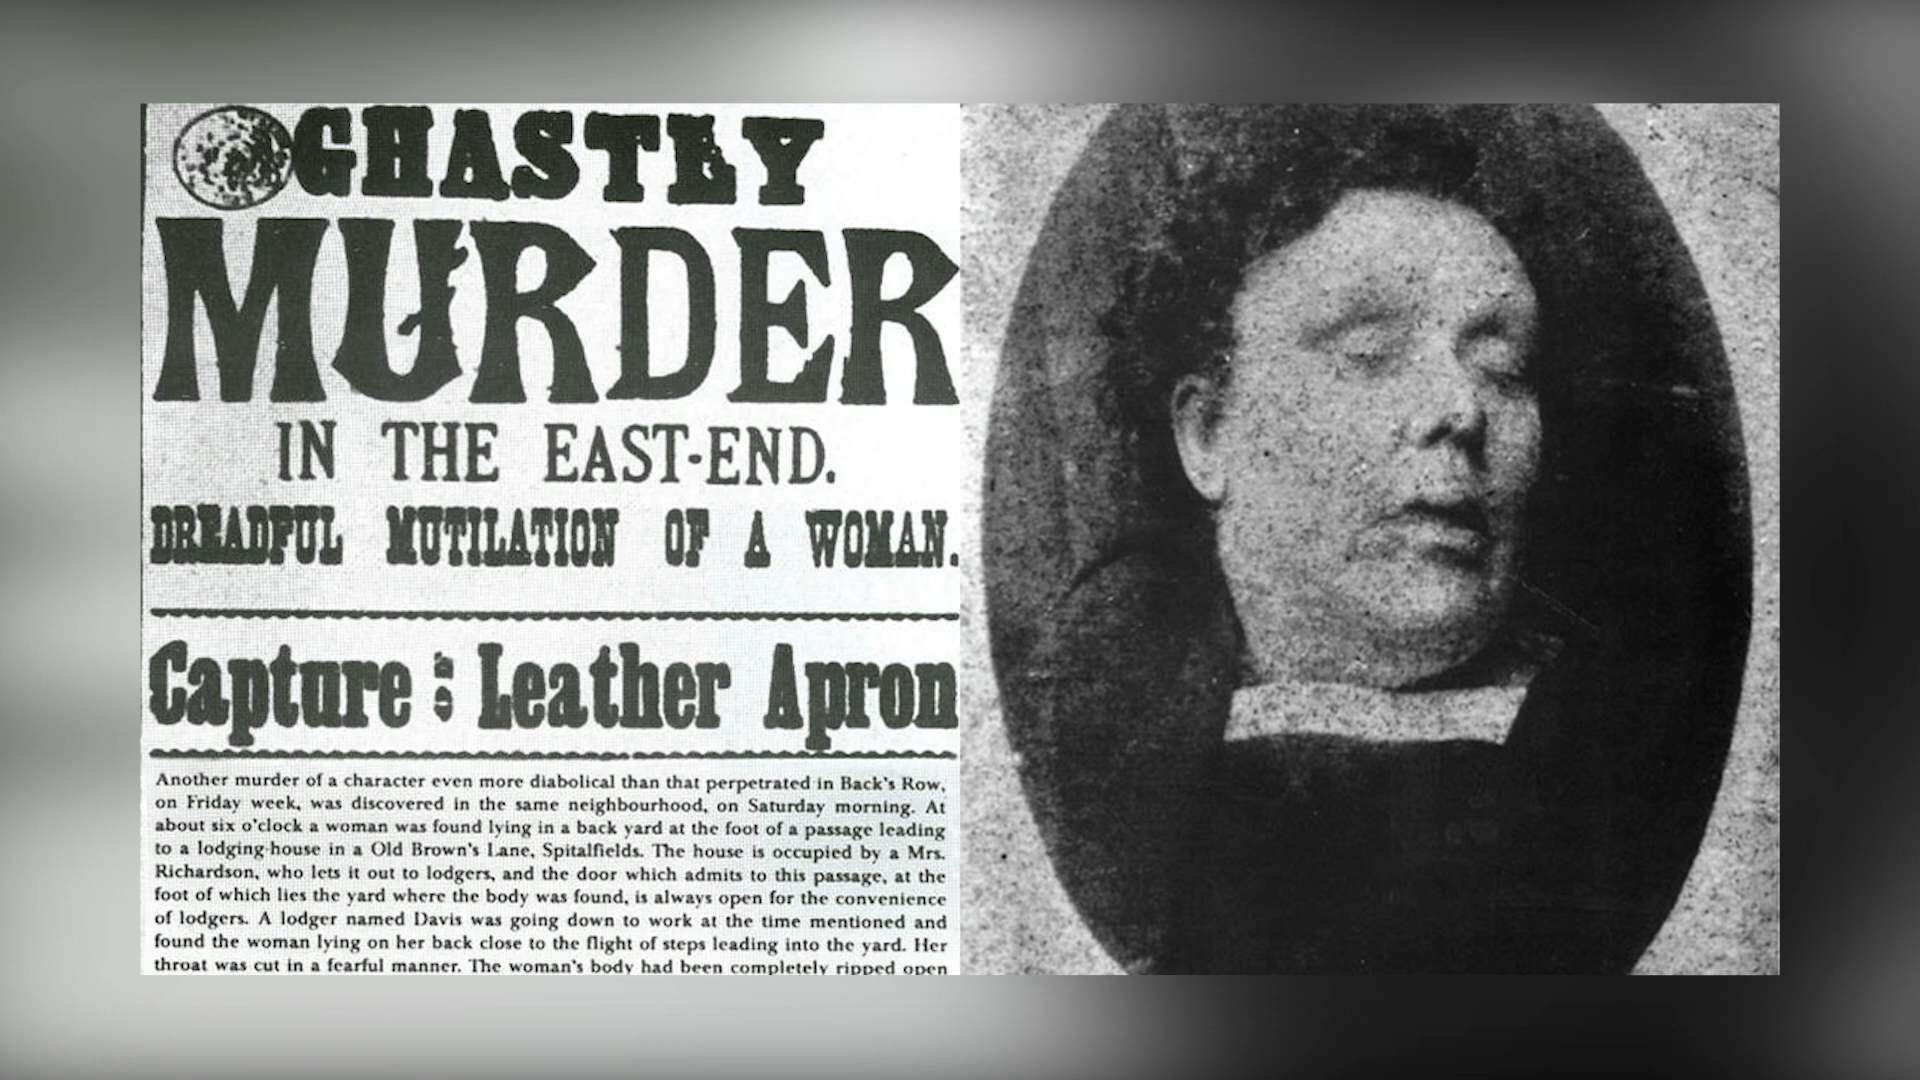 GHASTLY
MURDER
IN THE EAST-END.
DREADFUL MUTILATION OF A WOMAN.
Capture : Leather Apron
Another murder of a character even more diabolical than that perpetrated in Back's Row,
on Friday week, was discovered in the same neighbourhood, on Saturday morning. At
about six o'clock a woman was found lying in a back yard at the foot of a passage leading
to a lodging-house in a Old Brown's Lane, Spitalfields. The house is occupied by a Mrs.
Richardson, who lets it out to lodgers, and the door which admits to this passage, at the
foot of which lies the yard where the body was found, is always open for the convenience
of lodgers. A lodger named Davis was going down to work at the time mentioned and
found the woman lying on her back close to the flight of steps leading into the yard. Her
throat was cut in a fearful manner. The woman's body had been completely ripped open